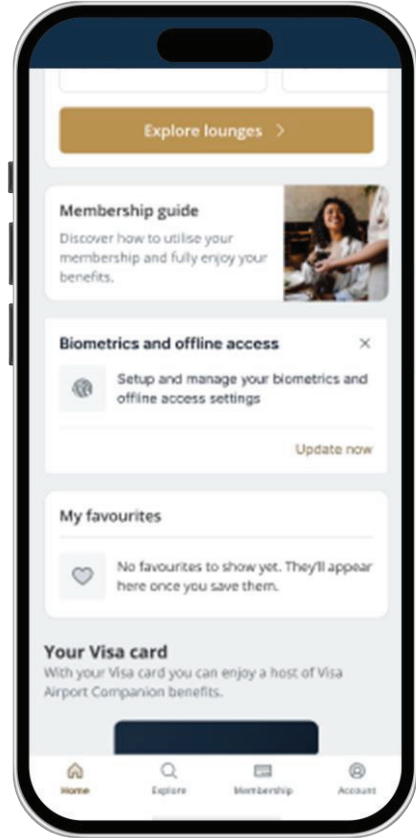 Explore lounges
Membership guide
Discover how to utilise your
membership and fully enjoy your
benefits.
Biometrics and offline access
Setup and manage your biometrics and
offline access settings
Update now
My favourites
No favourites to show yet. They'll appear
here once you save them.
Your Visa card
With your Visa card you can enjoy a host of Visa
Airport Companion benefits.
Home
Explore
Membership
Account